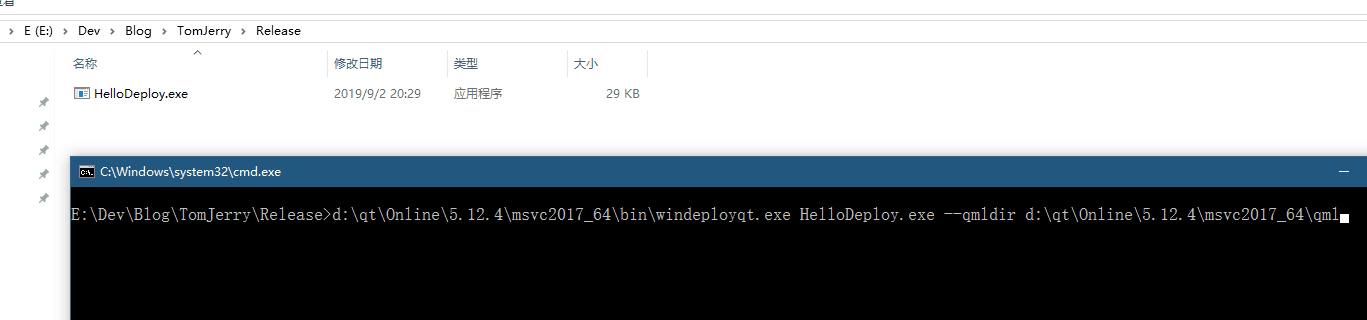 查看
E (E:) > Dev > Blog > TomJerry > Release
名称 修改日期 类型 大小
HelloDeploy.exe 2019/9/2 20:29 应用程序 29 KB
C:\Windows\system32\cmd.exe
E:\Dev\Blog\TomJerry\Release>d:\qt\Online\5.12.4\msvc2017_64\bin\windeployqt.exe HelloDeploy.exe --qmldir d:\qt\Online\5.12.4\msvc2017_64\qml